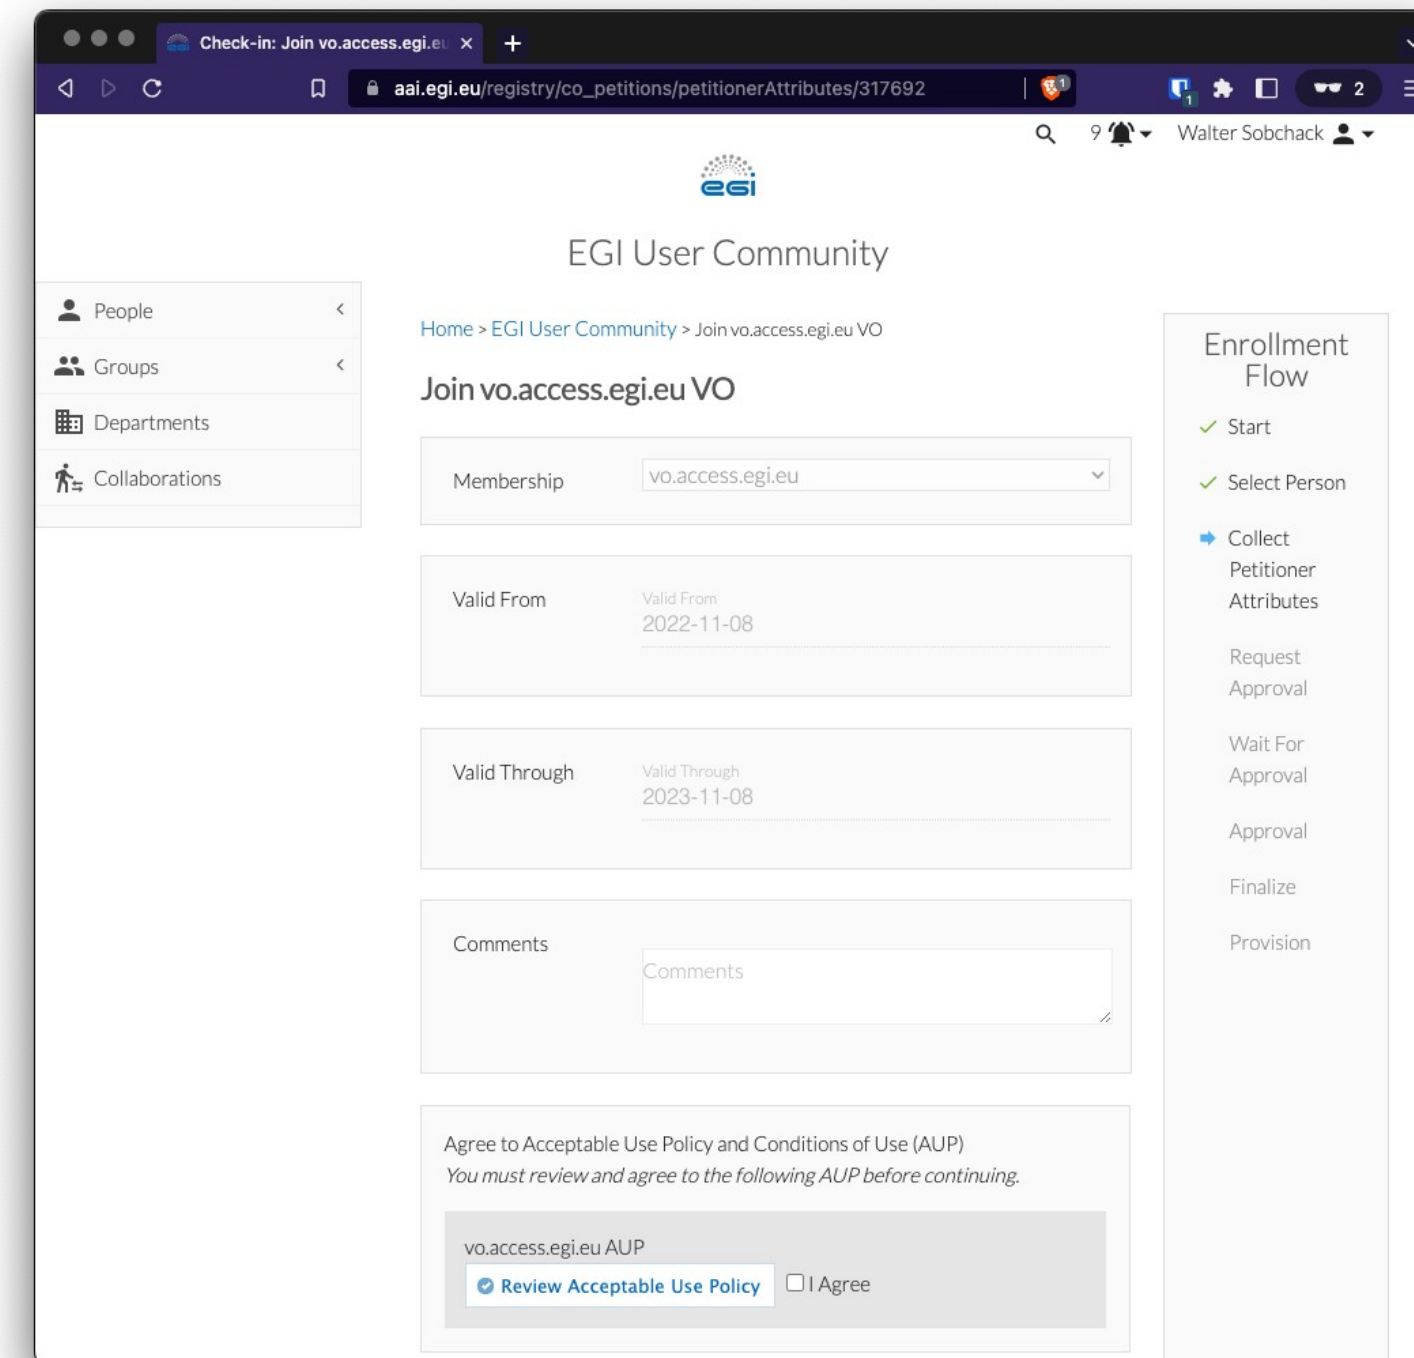 Check-in: Join vo.access.egi.eu
aai.egi.eu/registry/co_petitions/petitionerAttributes/317692
1
1
2
9
Walter Sobchack
egi
EGI User Community
People
Groups
Departments
Collaborations
Home > EGI User Community > Join vo.access.egi.eu VO
Join vo.access.egi.eu VO
Membership
vo.access.egi.eu
Valid From
Valid From
2022-11-08
Valid Through
Valid Through
2023-11-08
Comments
Comments
Agree to Acceptable Use Policy and Conditions of Use (AUP)
You must review and agree to the following AUP before continuing.
vo.access.egi.eu AUP
Review Acceptable Use Policy
I Agree
Enrollment
Flow
Start
Select Person
Collect
Petitioner
Attributes
Request
Approval
Wait For
Approval
Approval
Finalize
Provision